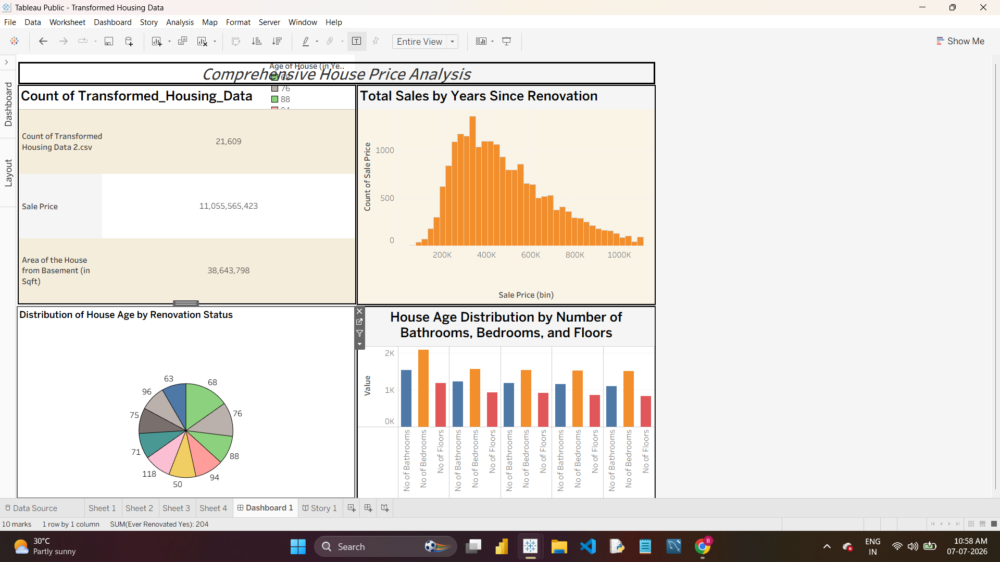 Tableau Public - Transformed Housing Data
File Data Worksheet Dashboard Story Analysis Map Format Server Window Help
Entire View
Show Me
Dashboard
Layout
Age of House (in Ye..
Comprehensive House Price Analysis
68
76
88
94
Count of Transformed_Housing_Data
Count of Transformed
Housing Data 2.csv
21,609
Sale Price
11,055,565,423
Area of the House
from Basement (in
Sqft)
38,643,798
Total Sales by Years Since Renovation
Count of Sale Price
1000
500
0
200K 400K 600K 800K 1000K
Sale Price (bin)
Distribution of House Age by Renovation Status
63
68
96
76
75
71
88
118
94
50
House Age Distribution by Number of
Bathrooms, Bedrooms, and Floors
Value
2K
1K
0K
No of Bathrooms
No of Bedrooms
No of Floors
No of Bathrooms
No of Bedrooms
No of Floors
No of Bathrooms
No of Bedrooms
No of Floors
No of Bathrooms
No of Bedrooms
No of Floors
No of Bathrooms
No of Bedrooms
No of Floors
Data Source Sheet 1 Sheet 2 Sheet 3 Sheet 4 Dashboard 1 Story 1
10 marks 1 row by 1 column SUM(Ever Renovated Yes): 204
30°C
Partly sunny
Search
B
ENG
IN
10:58 AM
07-07-2026